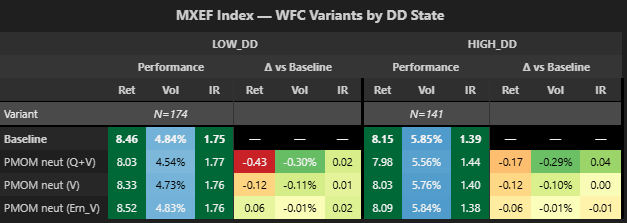 MXEF Index — WFC Variants by DD State
LOW_DD HIGH_DD
Performance Δ vs Baseline Performance Δ vs Baseline
Ret Vol IR Ret Vol IR Ret Vol IR Ret Vol IR
Variant N=174 N=141
Baseline 8.46 4.84% 1.75 — — — 8.15 5.85% 1.39 — — —
PMOM neut (Q+V) 8.03 4.54% 1.77 -0.43 -0.30% 0.02 7.98 5.56% 1.44 -0.17 -0.29% 0.04
PMOM neut (V) 8.33 4.73% 1.76 -0.12 -0.11% 0.01 8.03 5.76% 1.40 -0.12 -0.10% 0.00
PMOM neut (Ern_V) 8.52 4.83% 1.76 0.06 -0.01% 0.02 8.09 5.84% 1.38 -0.06 -0.01% -0.01